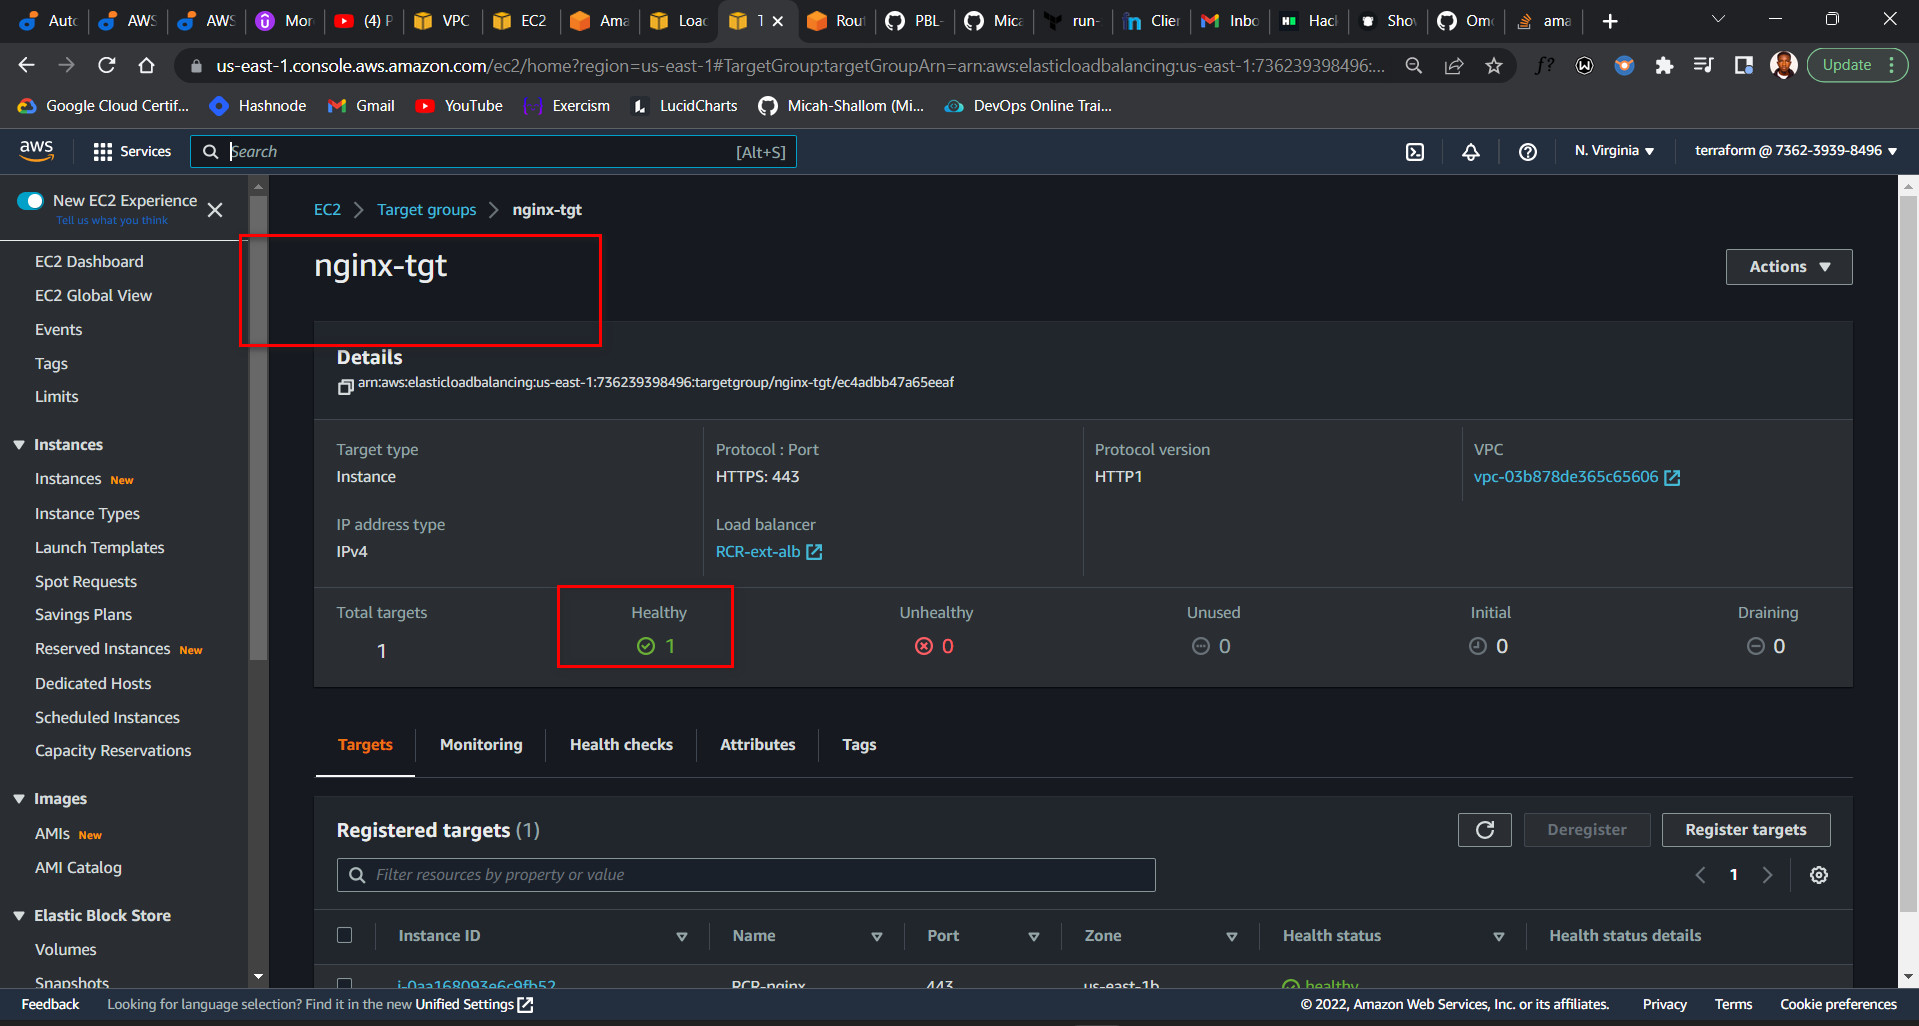 Auto AWS AWS Mor (4) P VPC EC2 Ama Load T Rout PBL- Mica run- Clier Inbo Hack Show Omo ama
us-east-1.console.aws.amazon.com/ec2/home?region=us-east-1#TargetGroup:targetGroupArn=arn:aws:elasticloadbalancing:us-east-1:736239398496:... Update
Google Cloud Certif... Hashnode Gmail YouTube Exercism LucidCharts Micah-Shallom (Mi... DevOps Online Trai...
aws Services Search [Alt+S] N. Virginia ▼ terraform @ 7362-3939-8496 ▼
New EC2 Experience
Tell us what you think
EC2 Dashboard
EC2 Global View
Events
Tags
Limits
Instances
Instances New
Instance Types
Launch Templates
Spot Requests
Savings Plans
Reserved Instances New
Dedicated Hosts
Scheduled Instances
Capacity Reservations
Images
AMIs New
AMI Catalog
Elastic Block Store
Volumes
Snapshots
EC2 > Target groups > nginx-tgt
nginx-tgt
Actions ▼
Details
arn:aws:elasticloadbalancing:us-east-1:736239398496:targetgroup/nginx-tgt/ec4adbb47a65eeaf
Target type
Instance
Protocol : Port
HTTPS: 443
Protocol version
HTTP1
VPC
vpc-03b878de365c65606
IP address type
IPv4
Load balancer
RCR-ext-alb
Total targets
1
Healthy
1
Unhealthy
0
Unused
0
Initial
0
Draining
0
Targets Monitoring Health checks Attributes Tags
Registered targets (1)
Deregister Register targets
Filter resources by property or value
< 1 >
Instance ID Name Port Zone Health status Health status details
i-0aa168093e6c9fb52 RCR-nginx 443 us-east-1b healthy
Feedback Looking for language selection? Find it in the new Unified Settings © 2022, Amazon Web Services, Inc. or its affiliates. Privacy Terms Cookie preferences